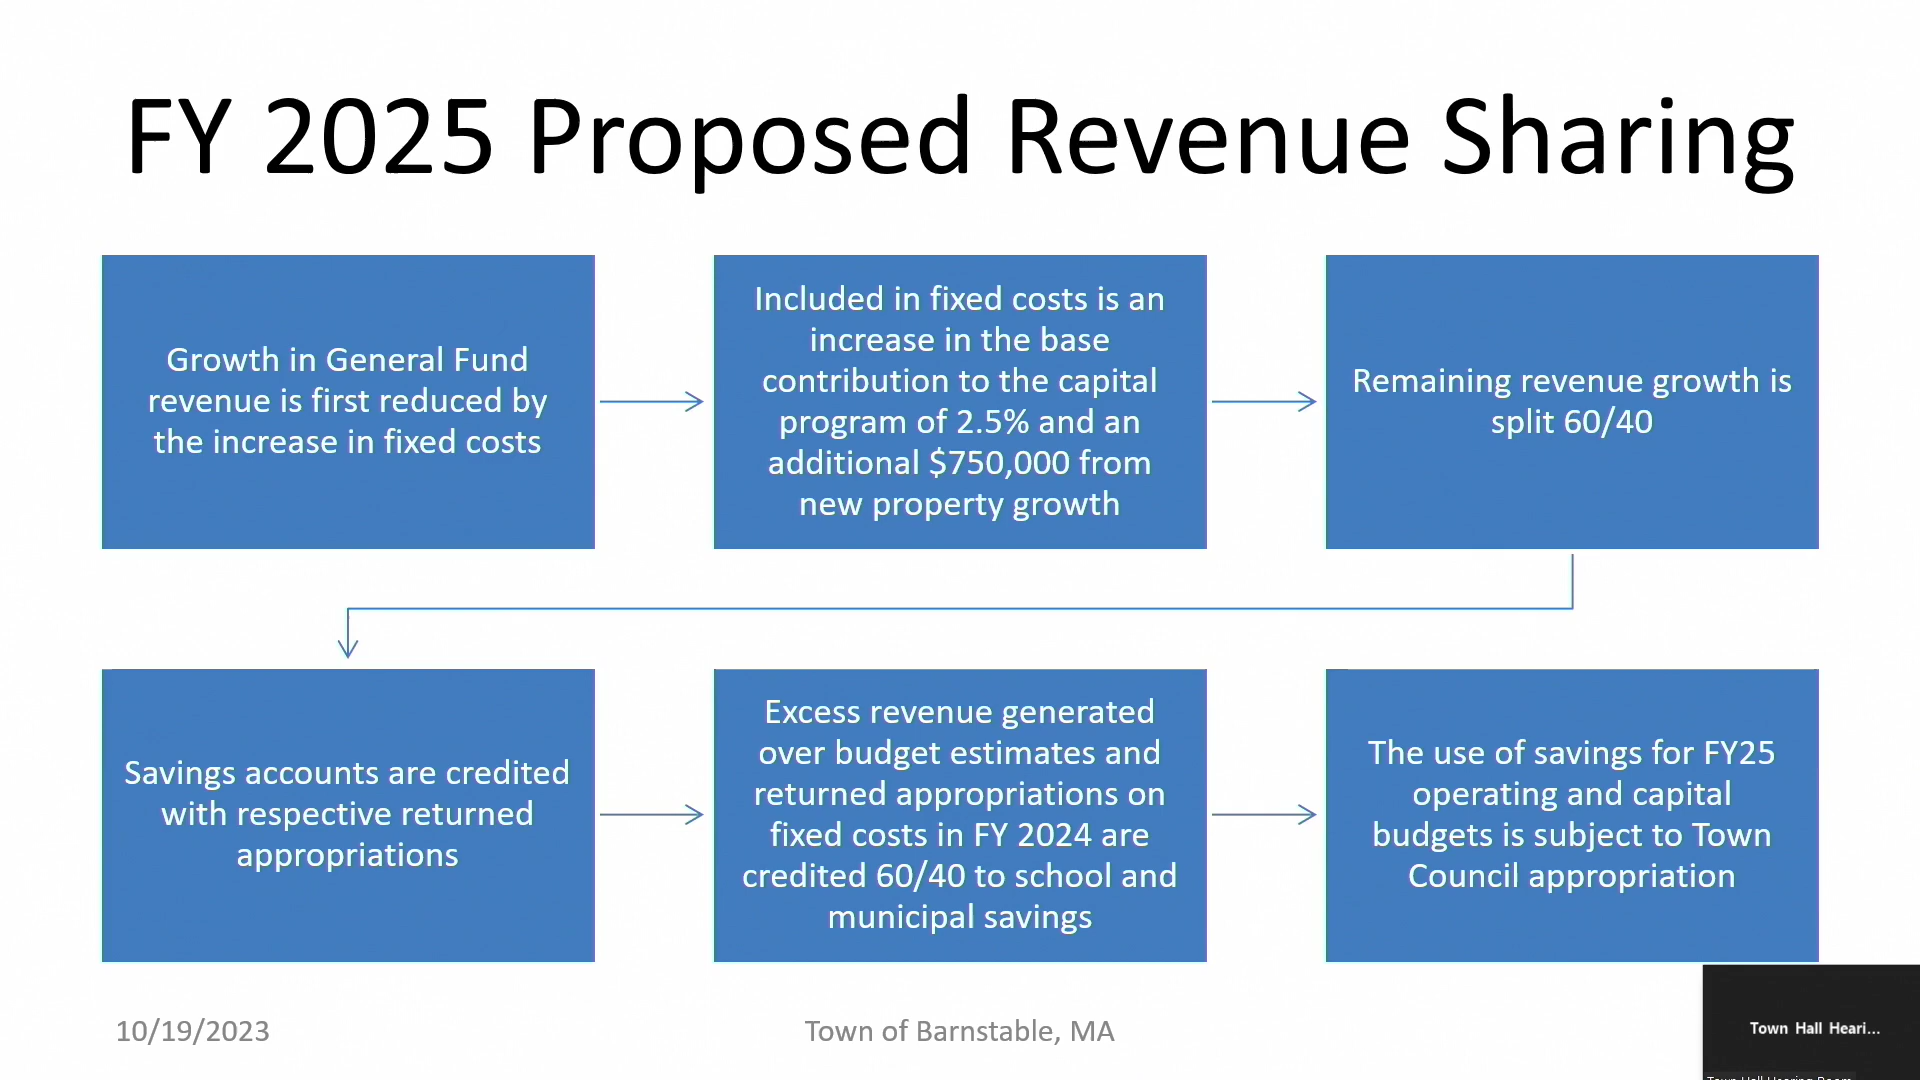 FY 2025 Proposed Revenue Sharing
Growth in General Fund
revenue is first reduced by
the increase in fixed costs
Included in fixed costs is an
increase in the base
contribution to the capital
program of 2.5% and an
additional $750,000 from
new property growth
Remaining revenue growth is
split 60/40
Savings accounts are credited
with respective returned
appropriations
Excess revenue generated
over budget estimates and
returned appropriations on
fixed costs in FY 2024 are
credited 60/40 to school and
municipal savings
The use of savings for FY25
operating and capital
budgets is subject to Town
Council appropriation
10/19/2023
Town of Barnstable, MA
Town Hall Heari...
Town Hall Hearing Room